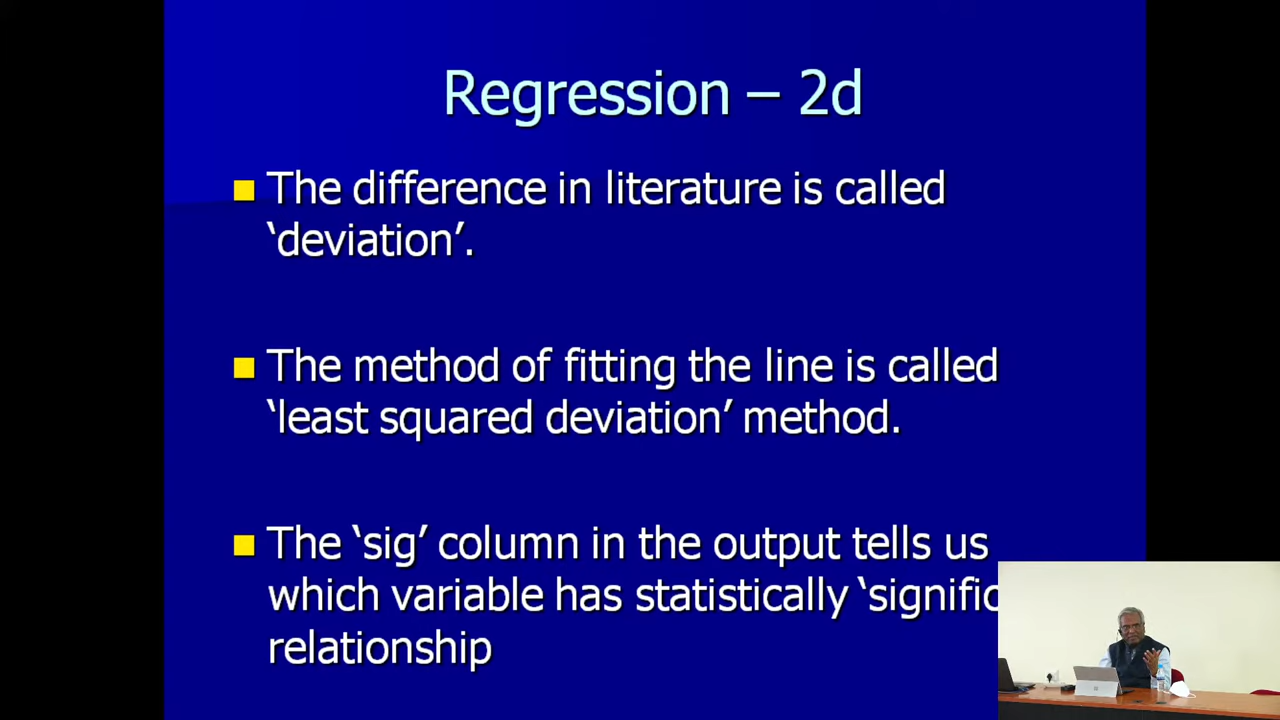 Regression – 2d
The difference in literature is called
‘deviation’.
The method of fitting the line is called
‘least squared deviation’ method.
The ‘sig’ column in the output tells us
which variable has statistically
relationship